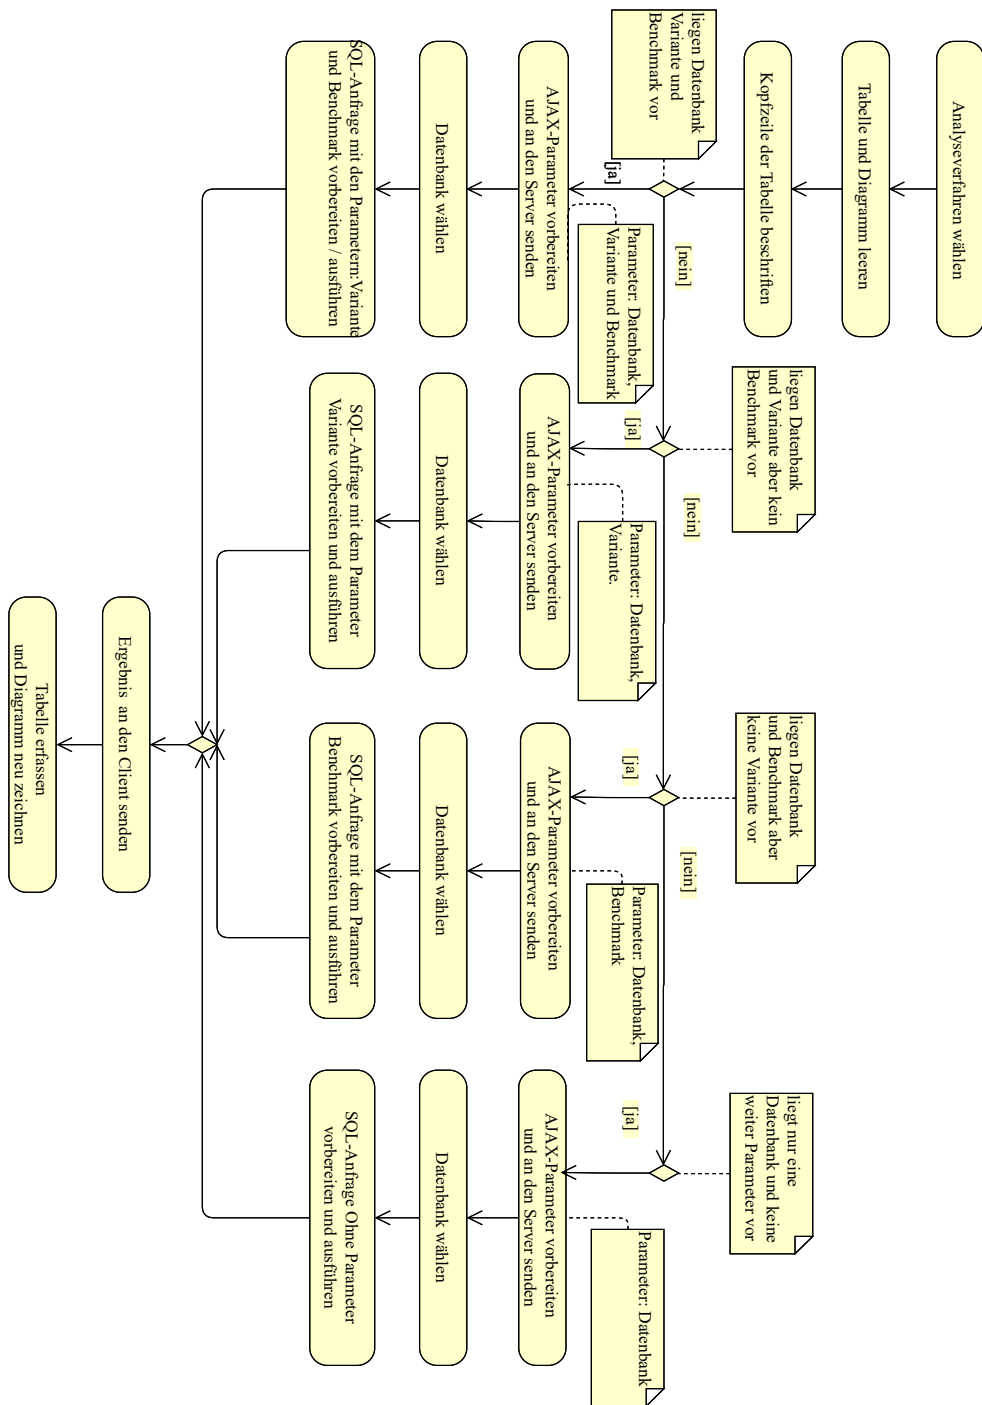 Analyseverfahren wählen
Tabelle und Diagramm leeren
Kopfzeile der Tabelle beschriften
liegen Datenbank
Variante und
Benchmark vor
[ja]
[nein]
Parameter: Datenbank,
Variante und Benchmark
AJAX-Parameter vorbereiten
und an den Server senden
Datenbank wählen
SQL-Anfrage mit den Parametern:Variante
und Benchmark vorbereiten / ausführen
liegen Datenbank
und Variante aber kein
Benchmark vor
[ja]
[nein]
Parameter: Datenbank,
Variante.
AJAX-Parameter vorbereiten
und an den Server senden
Datenbank wählen
SQL-Anfrage mit dem Parameter
Variante vorbereiten und ausführen
liegen Datenbank
und Benchmark aber
keine Variante vor
[ja]
[nein]
Parameter: Datenbank,
Benchmark
AJAX-Parameter vorbereiten
und an den Server senden
Datenbank wählen
SQL-Anfrage mit dem Parameter
Benchmark vorbereiten und ausführen
liegt nur eine
Datenbank und keine
weiter Parameter vor
[ja]
Parameter: Datenbank
AJAX-Parameter vorbereiten
und an den Server senden
Datenbank wählen
SQL-Anfrage Ohne Parameter
vorbereiten und ausführen
Ergebnis an den Client senden
Tabelle erfassen
und Diagramm neu zeichnen